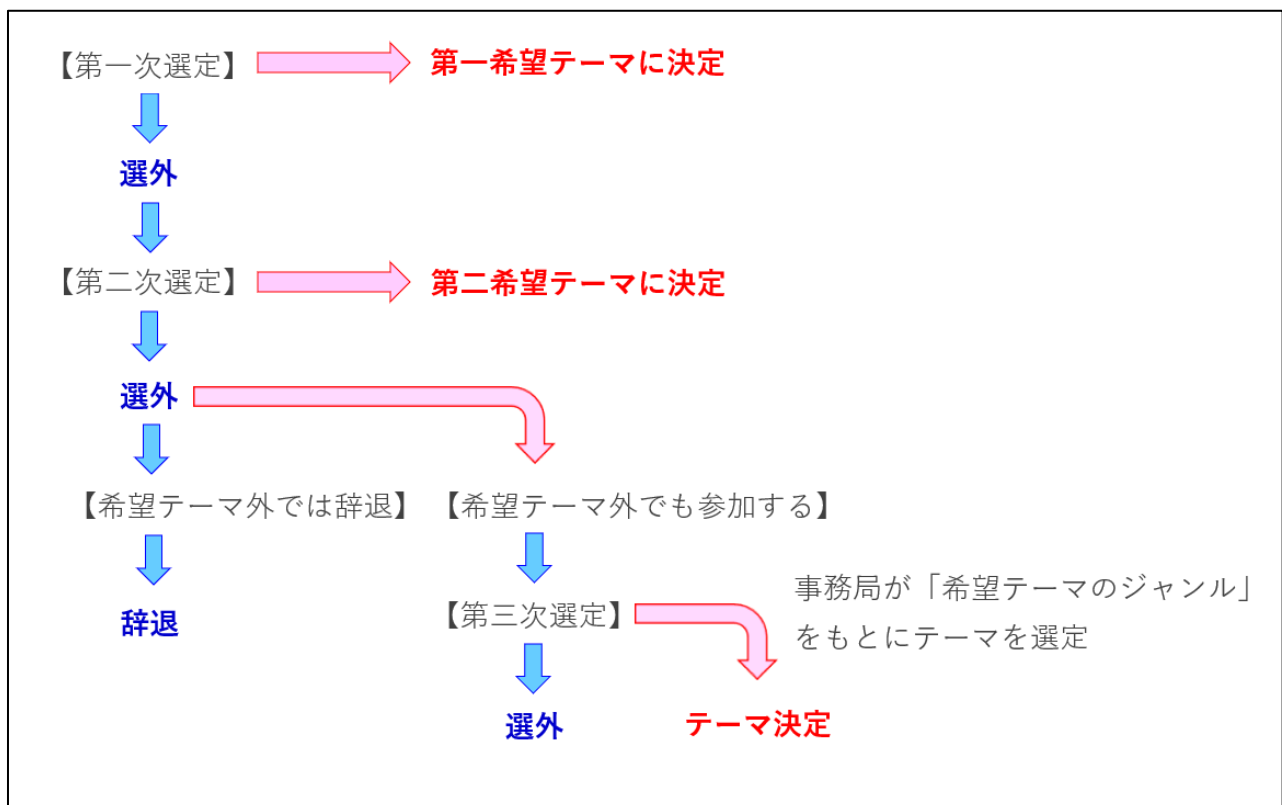 【第一次選定】
第一希望テーマに決定
選外
【第二次選定】
第二希望テーマに決定
選外
【希望テーマ外では辞退】
【希望テーマ外でも参加する】
辞退
【第三次選定】
事務局が「希望テーマのジャンル」
をもとにテーマを選定
選外
テーマ決定